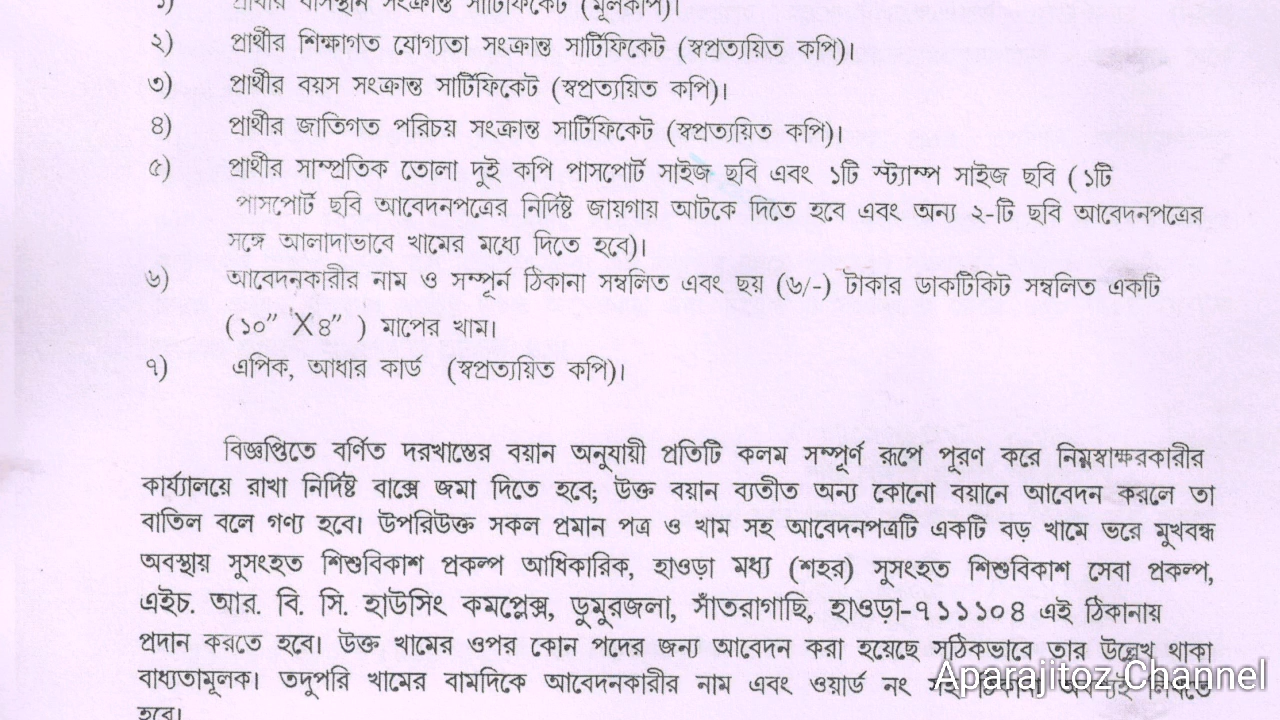 ১) প্রার্থীর বাসস্থান সংক্রান্ত সার্টিফিকেট (মূলকপি)।
২) প্রার্থীর শিক্ষাগত যোগ্যতা সংক্রান্ত সার্টিফিকেট (স্বপ্রত্যয়িত কপি)।
৩) প্রার্থীর বয়স সংক্রান্ত সার্টিফিকেট (স্বপ্রত্যয়িত কপি)।
৪) প্রার্থীর জাতিগত পরিচয় সংক্রান্ত সার্টিফিকেট (স্বপ্রত্যয়িত কপি)।
৫) প্রার্থীর সাম্প্রতিক তোলা দুই কপি পাসপোর্ট সাইজ ছবি এবং ১টি স্ট্যাম্প সাইজ ছবি ( ১টি
পাসপোর্ট ছবি আবেদনপত্রের নির্দিষ্ট জায়গায় আটকে দিতে হবে এবং অন্য ২-টি ছবি আবেদনপত্রের
সঙ্গে আলাদাভাবে খামের মধ্যে দিতে হবে)।
৬) আবেদনকারীর নাম ও সম্পূর্ন ঠিকানা সম্বলিত এবং ছয় (৬/-) টাকার ডাকটিকিট সম্বলিত একটি
( ১০” X ৪” ) মাপের খাম।
৭) এপিক, আধার কার্ড (স্বপ্রত্যয়িত কপি)।
বিজ্ঞপ্তিতে বর্ণিত দরখাস্তের বয়ান অনুযায়ী প্রতিটি কলম সম্পূর্ণ রূপে পূরণ করে নিম্নস্বাক্ষরকারীর
কার্য্যালয়ে রাখা নির্দিষ্ট বাক্সে জমা দিতে হবে; উক্ত বয়ান ব্যতীত অন্য কোনো বয়ানে আবেদন করলে তা
বাতিল বলে গণ্য হবে। উপরিউক্ত সকল প্রমান পত্র ও খাম সহ আবেদনপত্রটি একটি বড় খামে ভরে মুখবন্ধ
অবস্থায় সুসংহত শিশুবিকাশ প্রকল্প আধিকারিক, হাওড়া মধ্য (শহর) সুসংহত শিশুবিকাশ সেবা প্রকল্প,
এইচ. আর. বি. সি. হাউসিং কমপ্লেক্স, ডুমুরজলা, সাঁতরাগাছি, হাওড়া-৭১১১০৪ এই ঠিকানায়
প্রদান করতে হবে। উক্ত খামের ওপর কোন পদের জন্য আবেদন করা হয়েছে সঠিকভাবে তার উল্লেখ থাকা
বাধ্যতামূলক। তদুপরি খামের বামদিকে আবেদনকারীর নাম এবং ওয়ার্ড নং
হবে।
Aparajitoz Channel